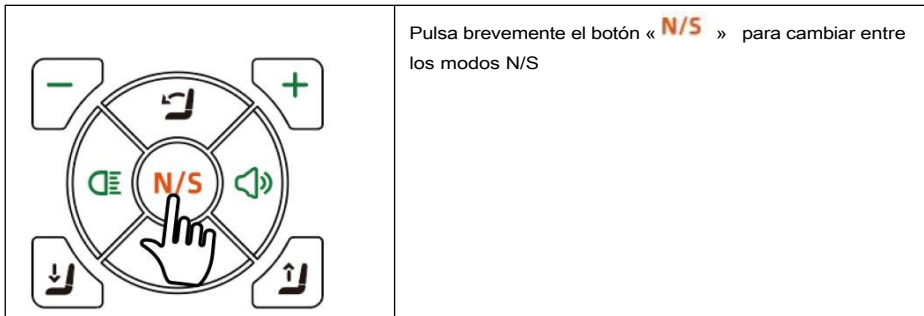 Pulsa brevemente el botón « N/S » para cambiar entre
los modos N/S
− +
N/S